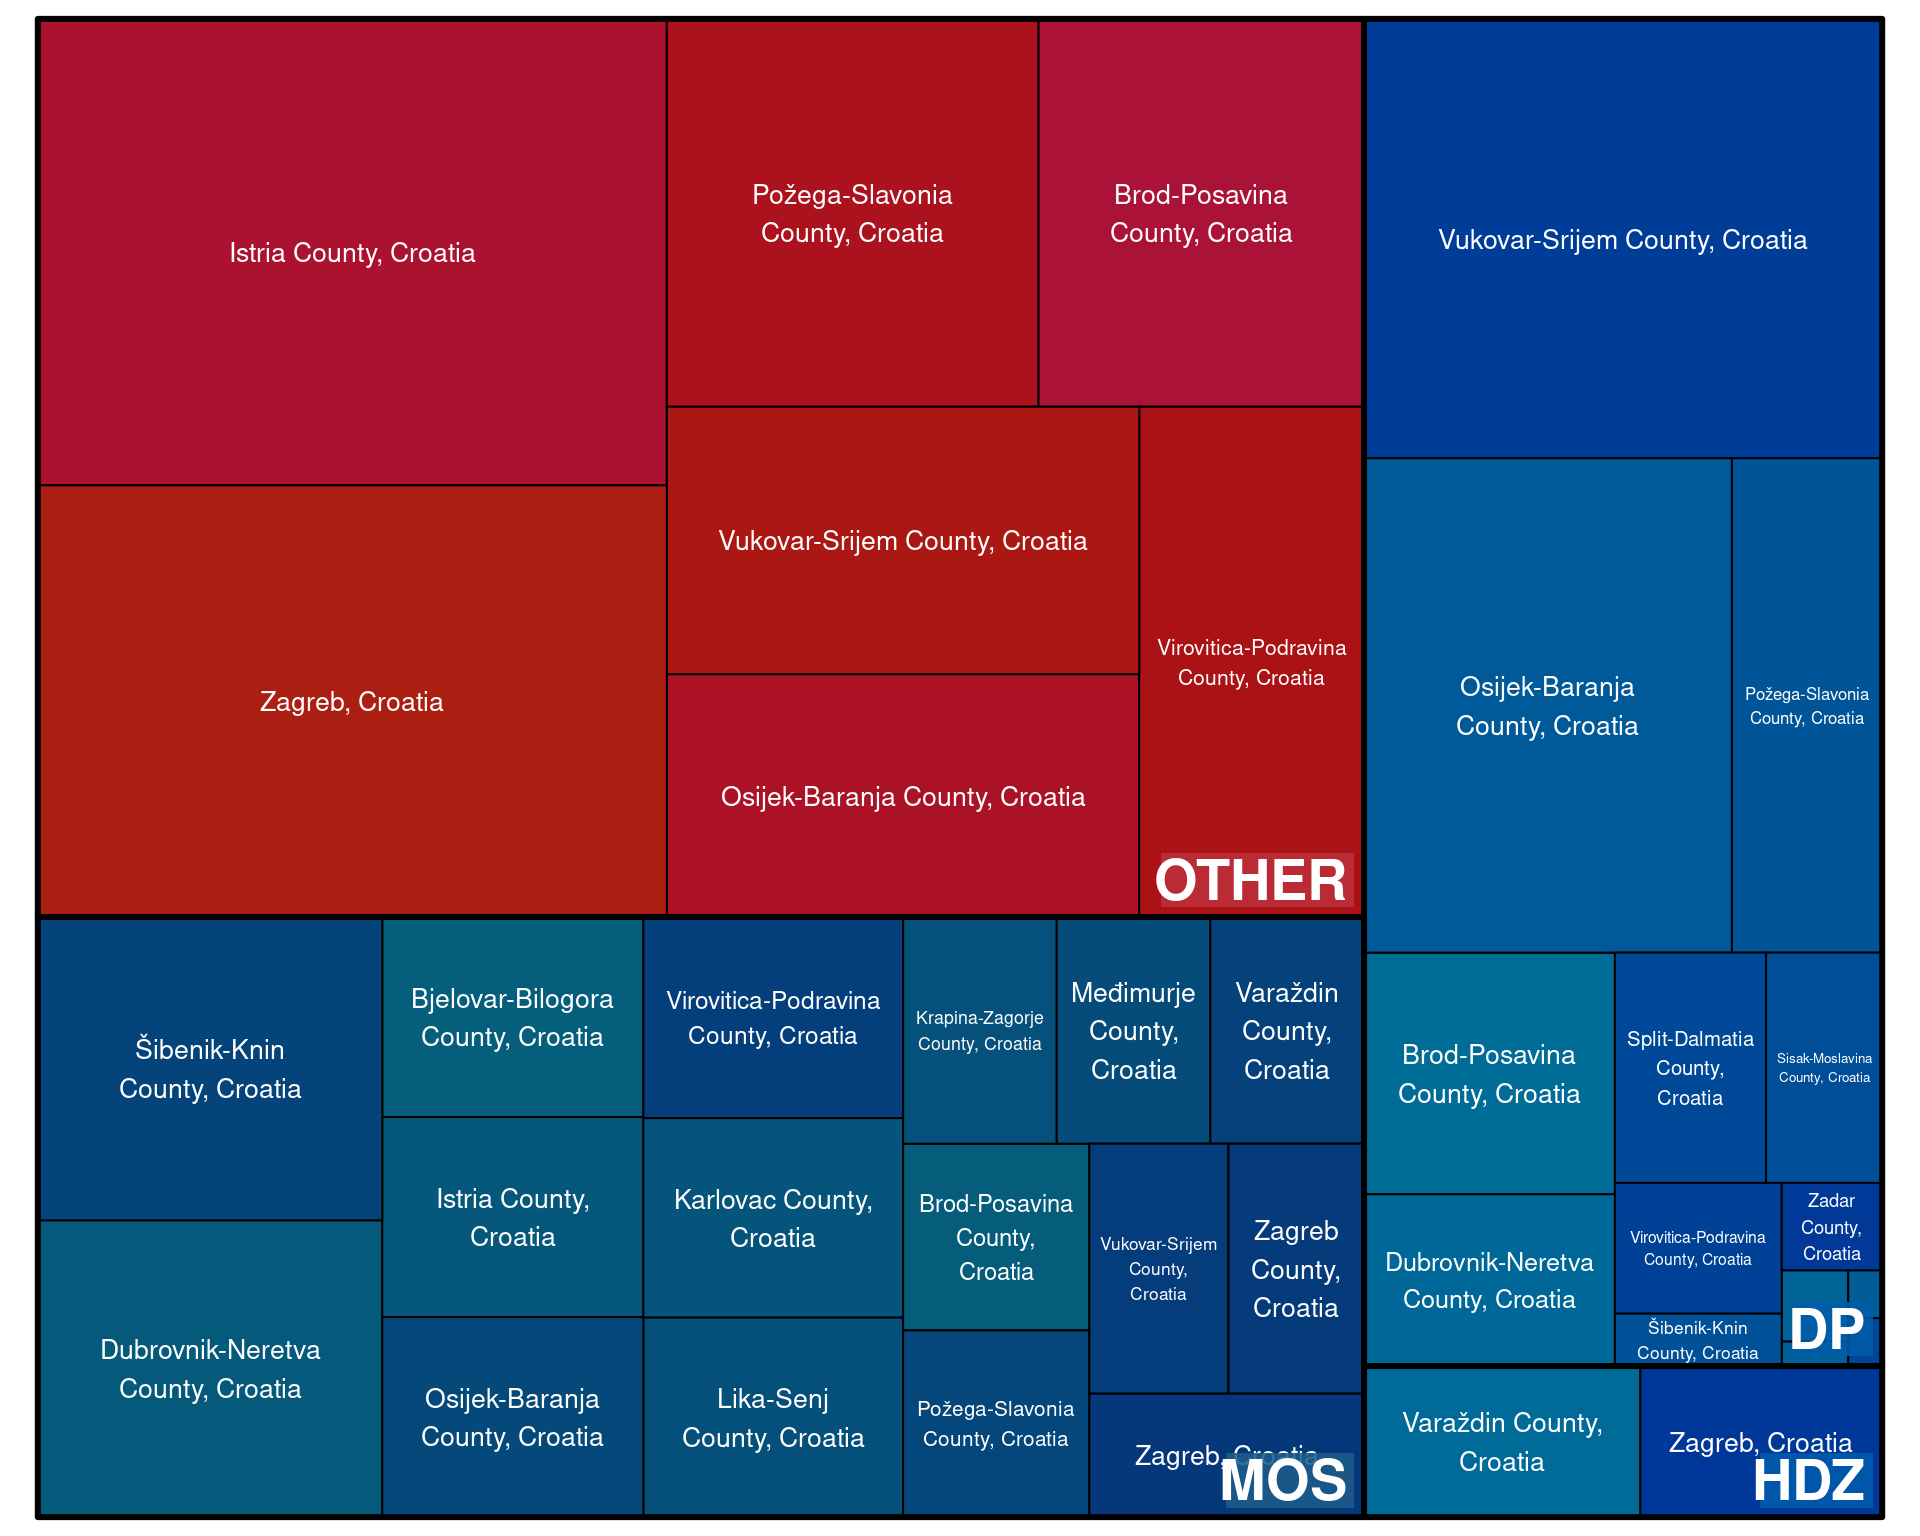 Istria County, Croatia
Požega-Slavonia
County, Croatia
Brod-Posavina
County, Croatia
Zagreb, Croatia
Vukovar-Srijem County, Croatia
Osijek-Baranja County, Croatia
Virovitica-Podravina
County, Croatia
OTHER
Vukovar-Srijem County, Croatia
Osijek-Baranja
County, Croatia
Požega-Slavonia
County, Croatia
Brod-Posavina
County, Croatia
Split-Dalmatia
County,
Croatia
Sisak-Moslavina
County, Croatia
Dubrovnik-Neretva
County, Croatia
Virovitica-Podravina
County, Croatia
Zadar
County,
Croatia
Šibenik-Knin
County, Croatia
DP
Šibenik-Knin
County, Croatia
Dubrovnik-Neretva
County, Croatia
Bjelovar-Bilogora
County, Croatia
Istria County,
Croatia
Osijek-Baranja
County, Croatia
Virovitica-Podravina
County, Croatia
Karlovac County,
Croatia
Lika-Senj
County, Croatia
Krapina-Zagorje
County, Croatia
Međimurje
County,
Croatia
Varaždin
County,
Croatia
Brod-Posavina
County,
Croatia
Požega-Slavonia
County, Croatia
Vukovar-Srijem
County,
Croatia
Zagreb
County,
Croatia
Zagreb, Croatia
MOS
Varaždin County,
Croatia
Zagreb, Croatia
HDZ